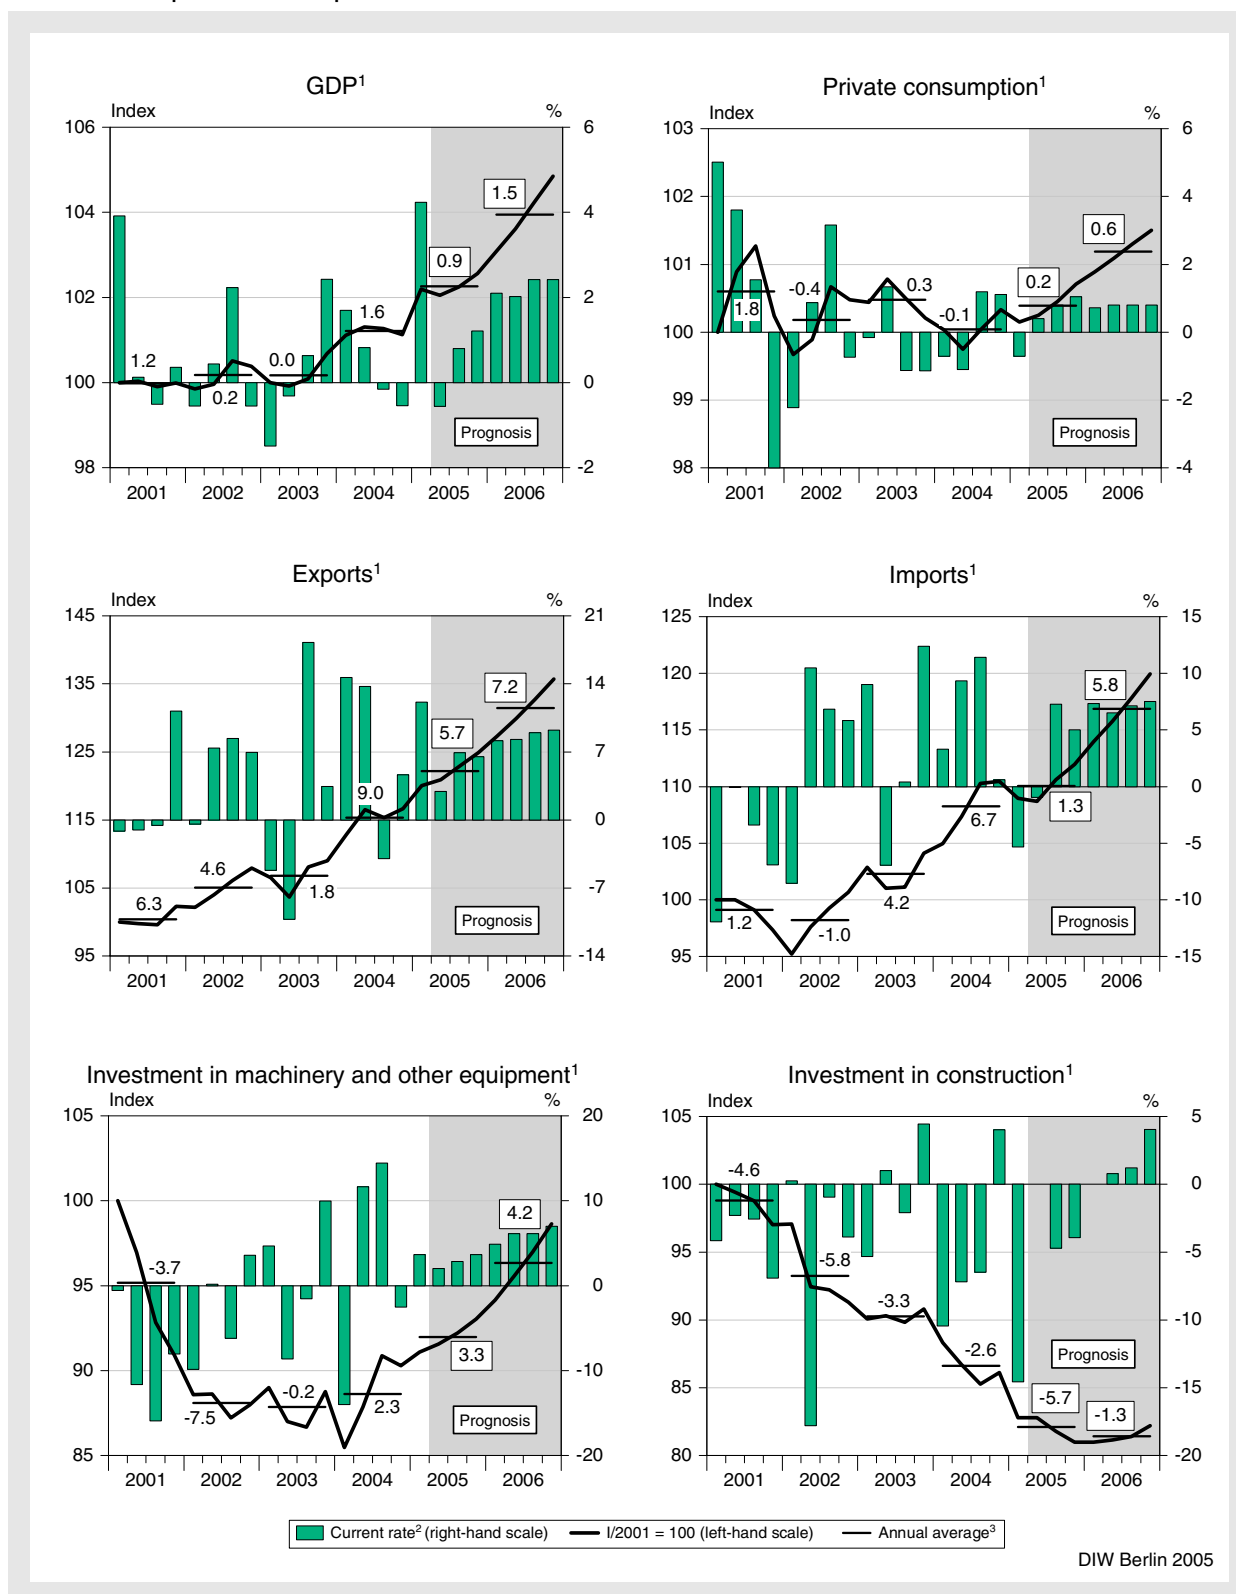 GDP¹
Index %
106 6
104 4
102 2
100 0
98 -2
1.2
0.2
0.0
1.6
0.9
1.5
Prognosis
2001 2002 2003 2004 2005 2006
Private consumption¹
Index %
103 6
102 4
101 2
100 0
99 -2
98 -4
1.8
-0.4
0.3
-0.1
0.2
0.6
Prognosis
2001 2002 2003 2004 2005 2006
Exports¹
Index %
145 21
135 14
125 7
115 0
105 -7
95 -14
6.3
4.6
1.8
9.0
5.7
7.2
Prognosis
2001 2002 2003 2004 2005 2006
Imports¹
Index %
125 15
120 10
115 5
110 0
105 -5
100 -10
95 -15
1.2
-1.0
4.2
6.7
1.3
5.8
Prognosis
2001 2002 2003 2004 2005 2006
Investment in machinery and other equipment¹
Index %
105 20
100 10
95 0
90 -10
85 -20
-3.7
-7.5
-0.2
2.3
3.3
4.2
Prognosis
2001 2002 2003 2004 2005 2006
Investment in construction¹
Index %
105 5
100 0
95 -5
90 -10
85 -15
80 -20
-4.6
-5.8
-3.3
-2.6
-5.7
-1.3
Prognosis
2001 2002 2003 2004 2005 2006
Current rate² (right-hand scale) I/2001 = 100 (left-hand scale) Annual average³
DIW Berlin 2005